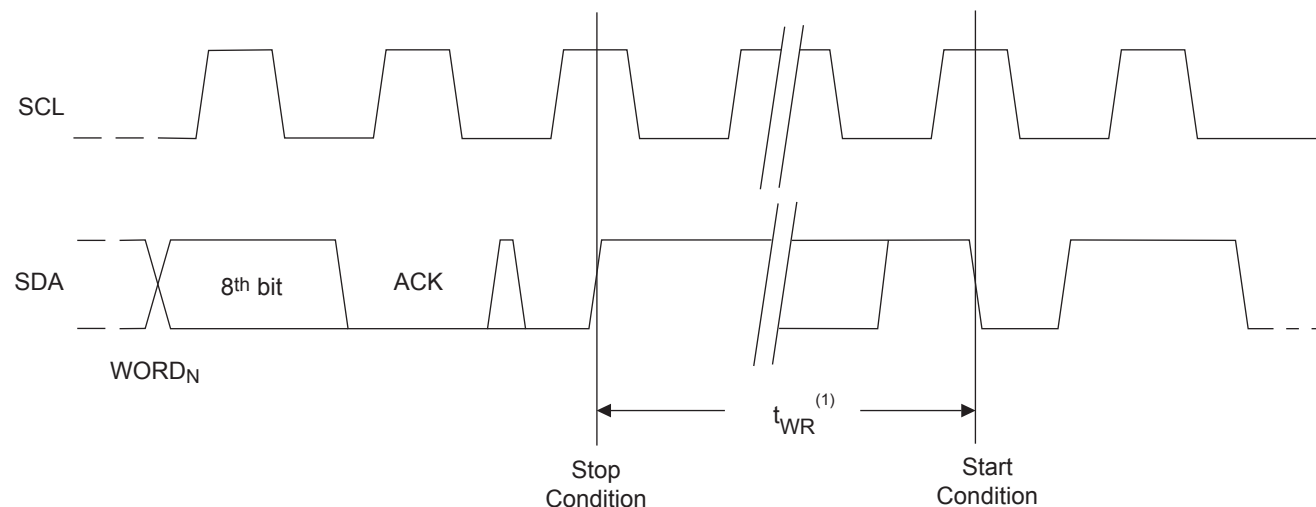 SCL
SDA
8th bit
ACK
WORDN
tWR(1)
Stop
Condition
Start
Condition